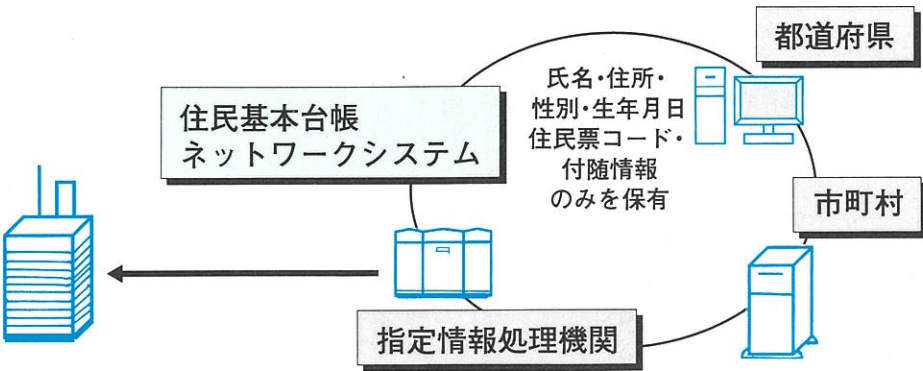 都道府県
住民基本台帳
ネットワークシステム
氏名・住所・
性別・生年月日
住民票コード・
付随情報
のみを保有
市町村
指定情報処理機関